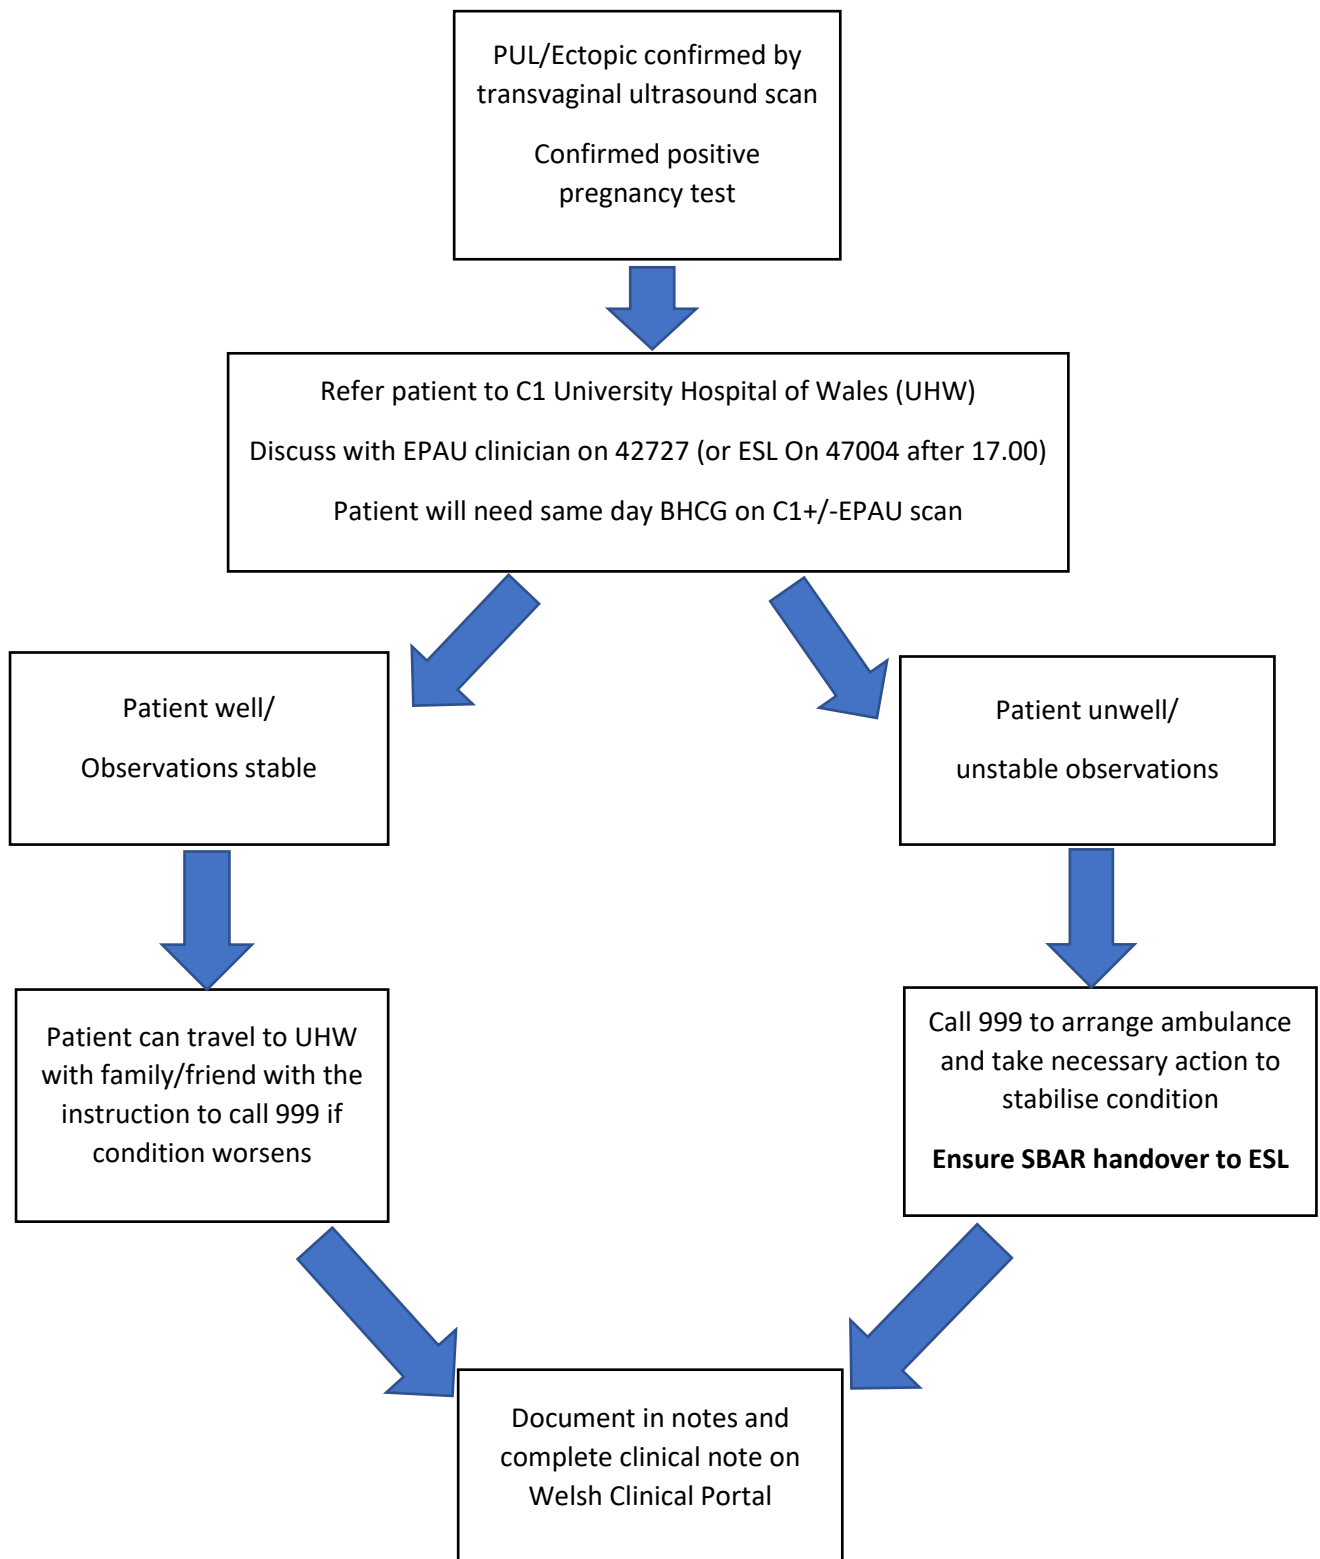 PUL/Ectopic confirmed by
transvaginal ultrasound scan
Confirmed positive
pregnancy test
Refer patient to C1 University Hospital of Wales (UHW)
Discuss with EPAU clinician on 42727 (or ESL On 47004 after 17.00)
Patient will need same day BHCG on C1+/-EPAU scan
Patient well/
Observations stable
Patient unwell/
unstable observations
Patient can travel to UHW
with family/friend with the
instruction to call 999 if
condition worsens
Call 999 to arrange ambulance
and take necessary action to
stabilise condition
Ensure SBAR handover to ESL
Document in notes and
complete clinical note on
Welsh Clinical Portal